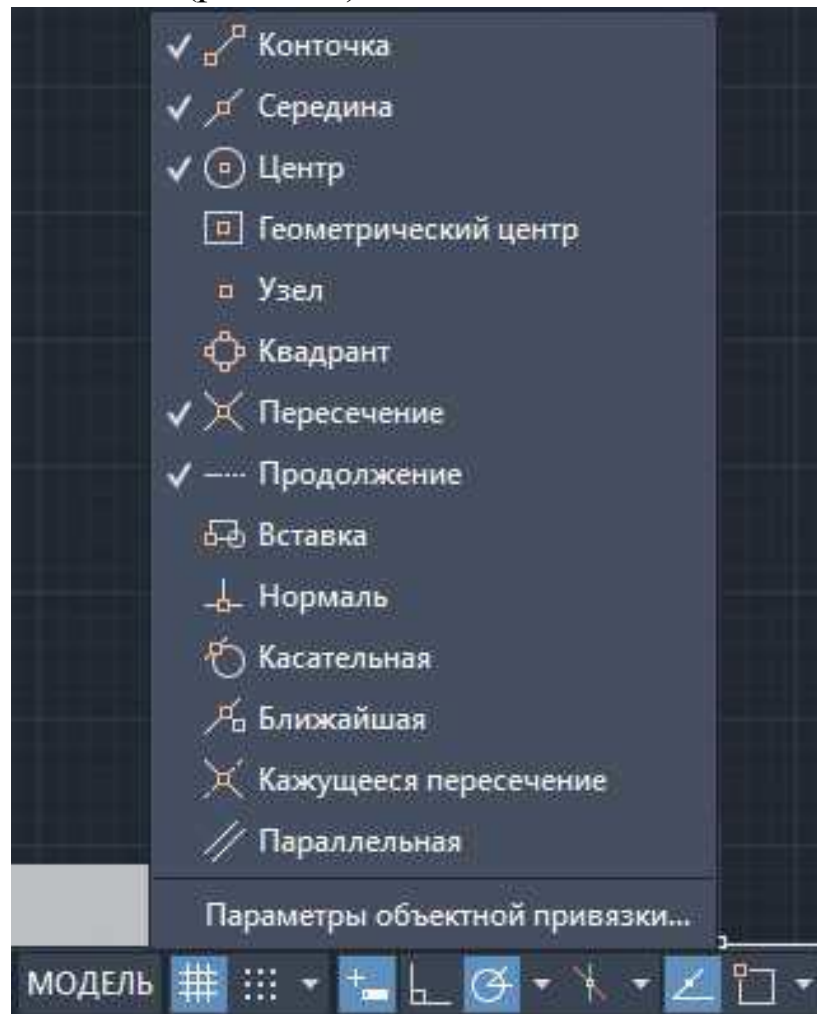 Конточка
Середина
Центр
Геометрический центр
Узел
Квадрант
Пересечение
Продолжение
Вставка
Нормаль
Касательная
Ближайшая
Кажущееся пересечение
Параллельная
Параметры объектной привязки...
МОДЕЛЬ